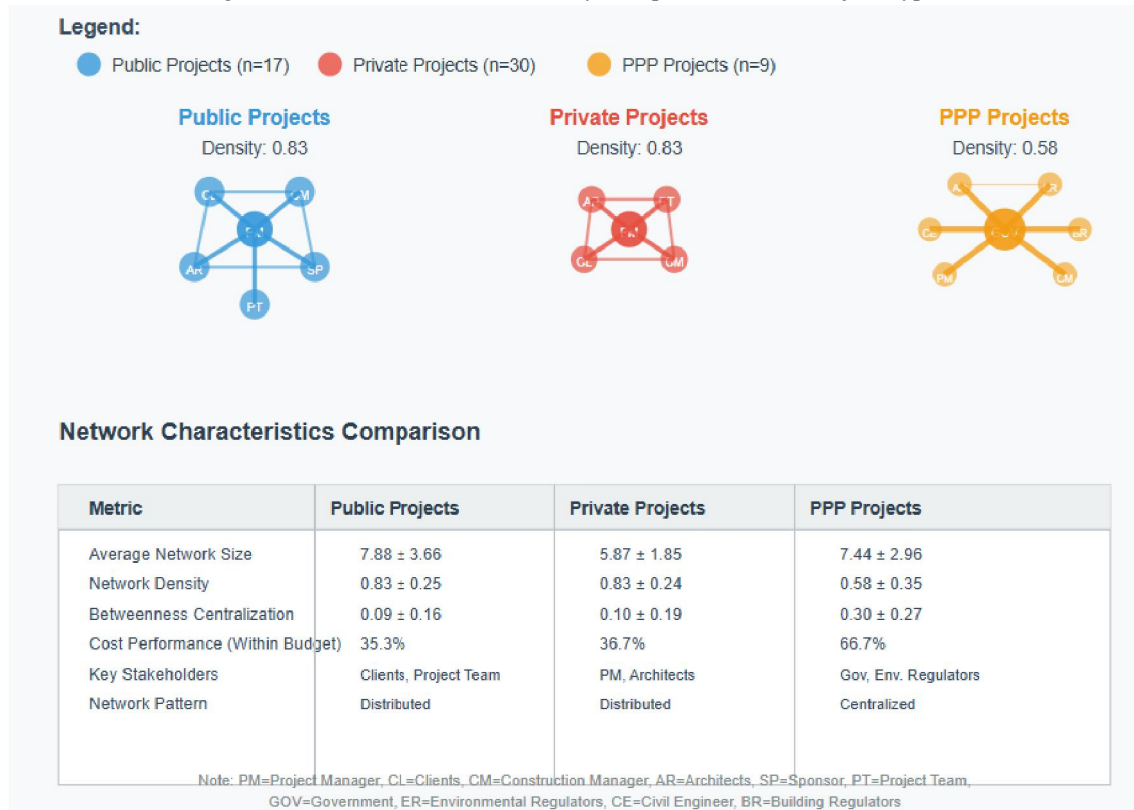 Legend:
Public Projects (n=17) Private Projects (n=30) PPP Projects (n=9)
Public Projects Private Projects PPP Projects
Density: 0.83 Density: 0.83 Density: 0.58
CL CM AR PT ER
PM PM GOV CE BR
AR SP CL CM PM CM
PT
Network Characteristics Comparison
Metric Public Projects Private Projects PPP Projects
Average Network Size 7.88 ± 3.66 5.87 ± 1.85 7.44 ± 2.96
Network Density 0.83 ± 0.25 0.83 ± 0.24 0.58 ± 0.35
Betweenness Centralization 0.09 ± 0.16 0.10 ± 0.19 0.30 ± 0.27
Cost Performance (Within Budget) 35.3% 36.7% 66.7%
Key Stakeholders Clients, Project Team PM, Architects Gov, Env. Regulators
Network Pattern Distributed Distributed Centralized
Note: PM=Project Manager, CL=Clients, CM=Construction Manager, AR=Architects, SP=Sponsor, PT=Project Team,
GOV=Government, ER=Environmental Regulators, CE=Civil Engineer, BR=Building Regulators